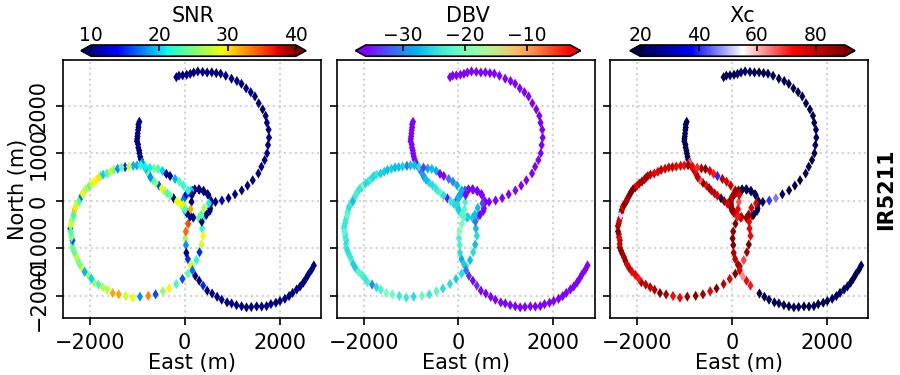 SNR DBV Xc
10 20 30 40 −30 −20 −10 20 40 60 80
North (m)
2000
1000
0
−1000
−2000
IR5211
−2000 0 2000 −2000 0 2000 −2000 0 2000
East (m) East (m) East (m)